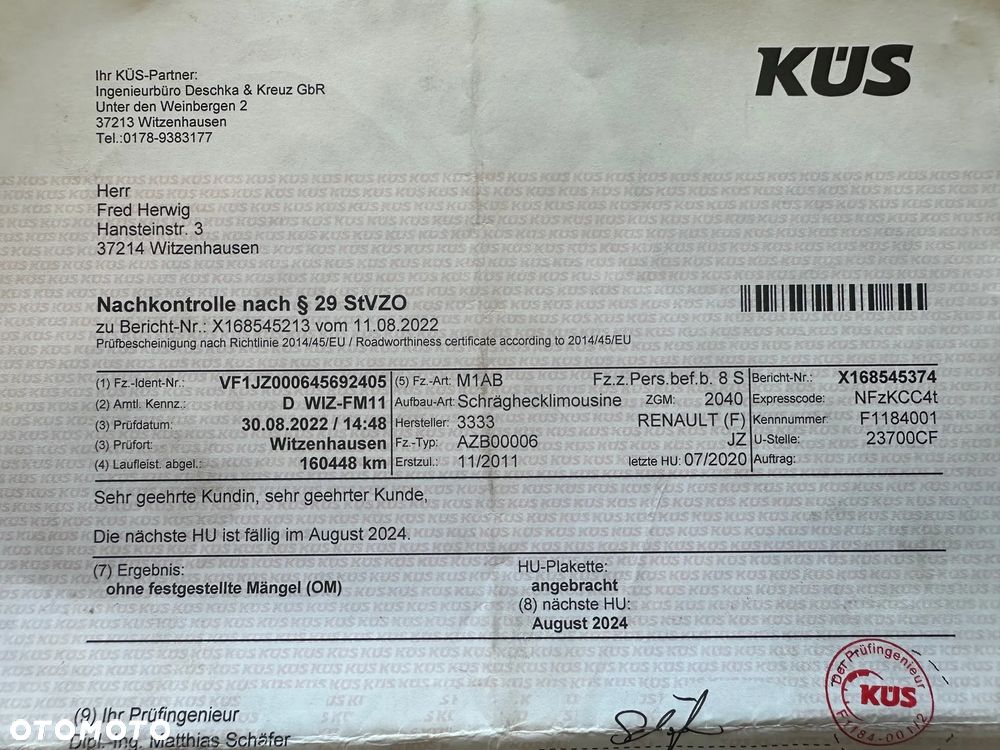 KÜS
Ihr KÜS-Partner:
Ingenieurbüro Deschka & Kreuz GbR
Unter den Weinbergen 2
37213 Witzenhausen
Tel.:0178-9383177
Herr
Fred Herwig
Hansteinstr. 3
37214 Witzenhausen
Nachkontrolle nach § 29 StVZO
zu Bericht-Nr.: X168545213 vom 11.08.2022
Prüfbescheinigung nach Richtlinie 2014/45/EU / Roadworthiness certificate according to 2014/45/EU
(1) Fz.-Ident-Nr.: VF1JZ000645692405 (5) Fz.-Art: M1AB Fz.z.Pers.bef.b. 8 S Bericht-Nr.: X168545374
(2) Amtl. Kennz.: D WIZ-FM11 Aufbau-Art: Schräghecklimousine ZGM: 2040 Expresscode: NFzKCC4t
(3) Prüfdatum: 30.08.2022 / 14:48 Hersteller: 3333 RENAULT (F) Kennnummer: F1184001
(3) Prüfort: Witzenhausen Fz.-Typ: AZB00006 JZ U-Stelle: 23700CF
(4) Laufleist. abgel.: 160448 km Erstzul.: 11/2011 letzte HU: 07/2020 Auftrag:
Sehr geehrte Kundin, sehr geehrter Kunde,
Die nächste HU ist fällig im August 2024.
(7) Ergebnis: HU-Plakette:
ohne festgestellte Mängel (OM) angebracht
(8) nächste HU:
August 2024
Der Prüfingenieur
KÜS
(9) Ihr Prüfingenieur
Dipl.-Ing. Matthias Schäfer
OTOMOTO